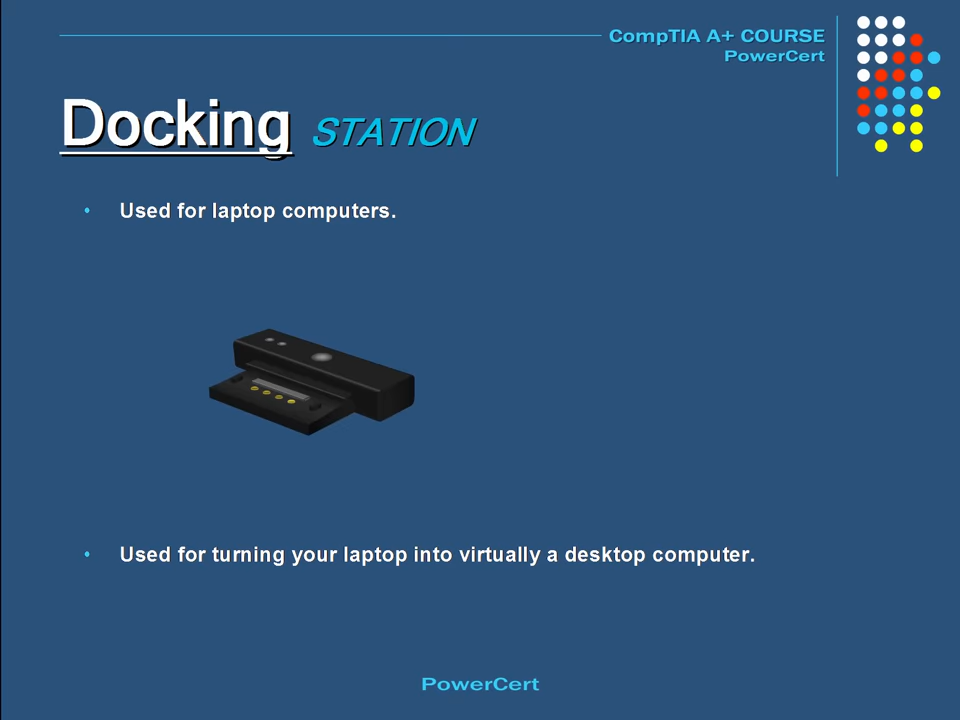 CompTIA A+ COURSE
PowerCert
Docking STATION
• Used for laptop computers.
• Used for turning your laptop into virtually a desktop computer.
PowerCert